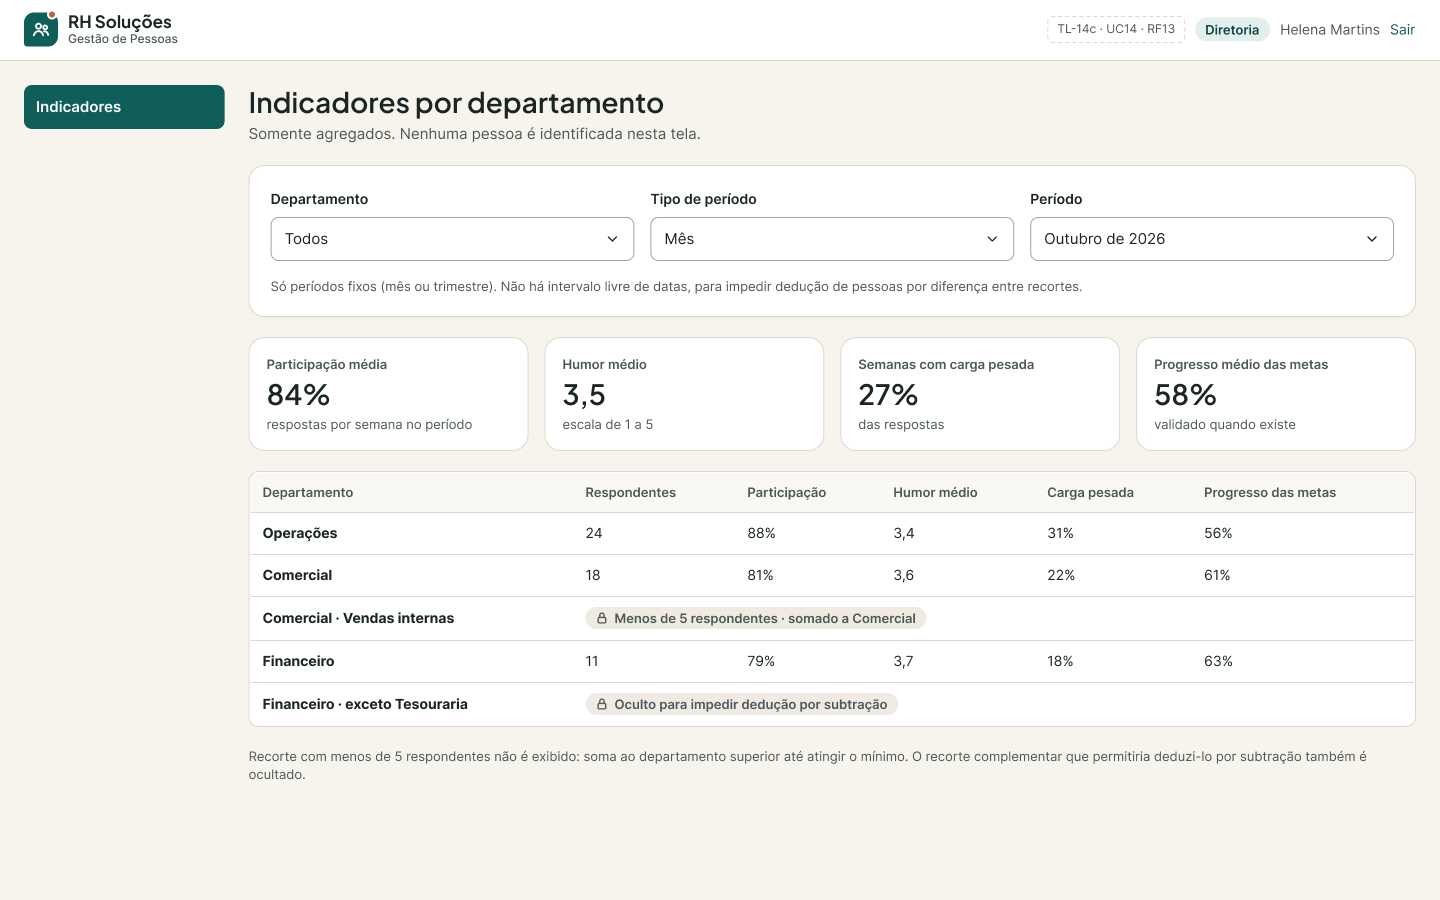 RH Soluções
Gestão de Pessoas
TL-14c · UC14 · RF13
Diretoria
Helena Martins
Sair
Indicadores
Indicadores por departamento
Somente agregados. Nenhuma pessoa é identificada nesta tela.
Departamento
Tipo de período
Período
Todos
Mês
Outubro de 2026
Só períodos fixos (mês ou trimestre). Não há intervalo livre de datas, para impedir dedução de pessoas por diferença entre recortes.
Participação média
84%
respostas por semana no período
Humor médio
3,5
escala de 1 a 5
Semanas com carga pesada
27%
das respostas
Progresso médio das metas
58%
validado quando existe
Departamento Respondentes Participação Humor médio Carga pesada Progresso das metas
Operações 24 88% 3,4 31% 56%
Comercial 18 81% 3,6 22% 61%
Comercial · Vendas internas Menos de 5 respondentes · somado a Comercial
Financeiro 11 79% 3,7 18% 63%
Financeiro · exceto Tesouraria Oculto para impedir dedução por subtração
Recorte com menos de 5 respondentes não é exibido: soma ao departamento superior até atingir o mínimo. O recorte complementar que permitiria deduzi-lo por subtração também é
ocultado.